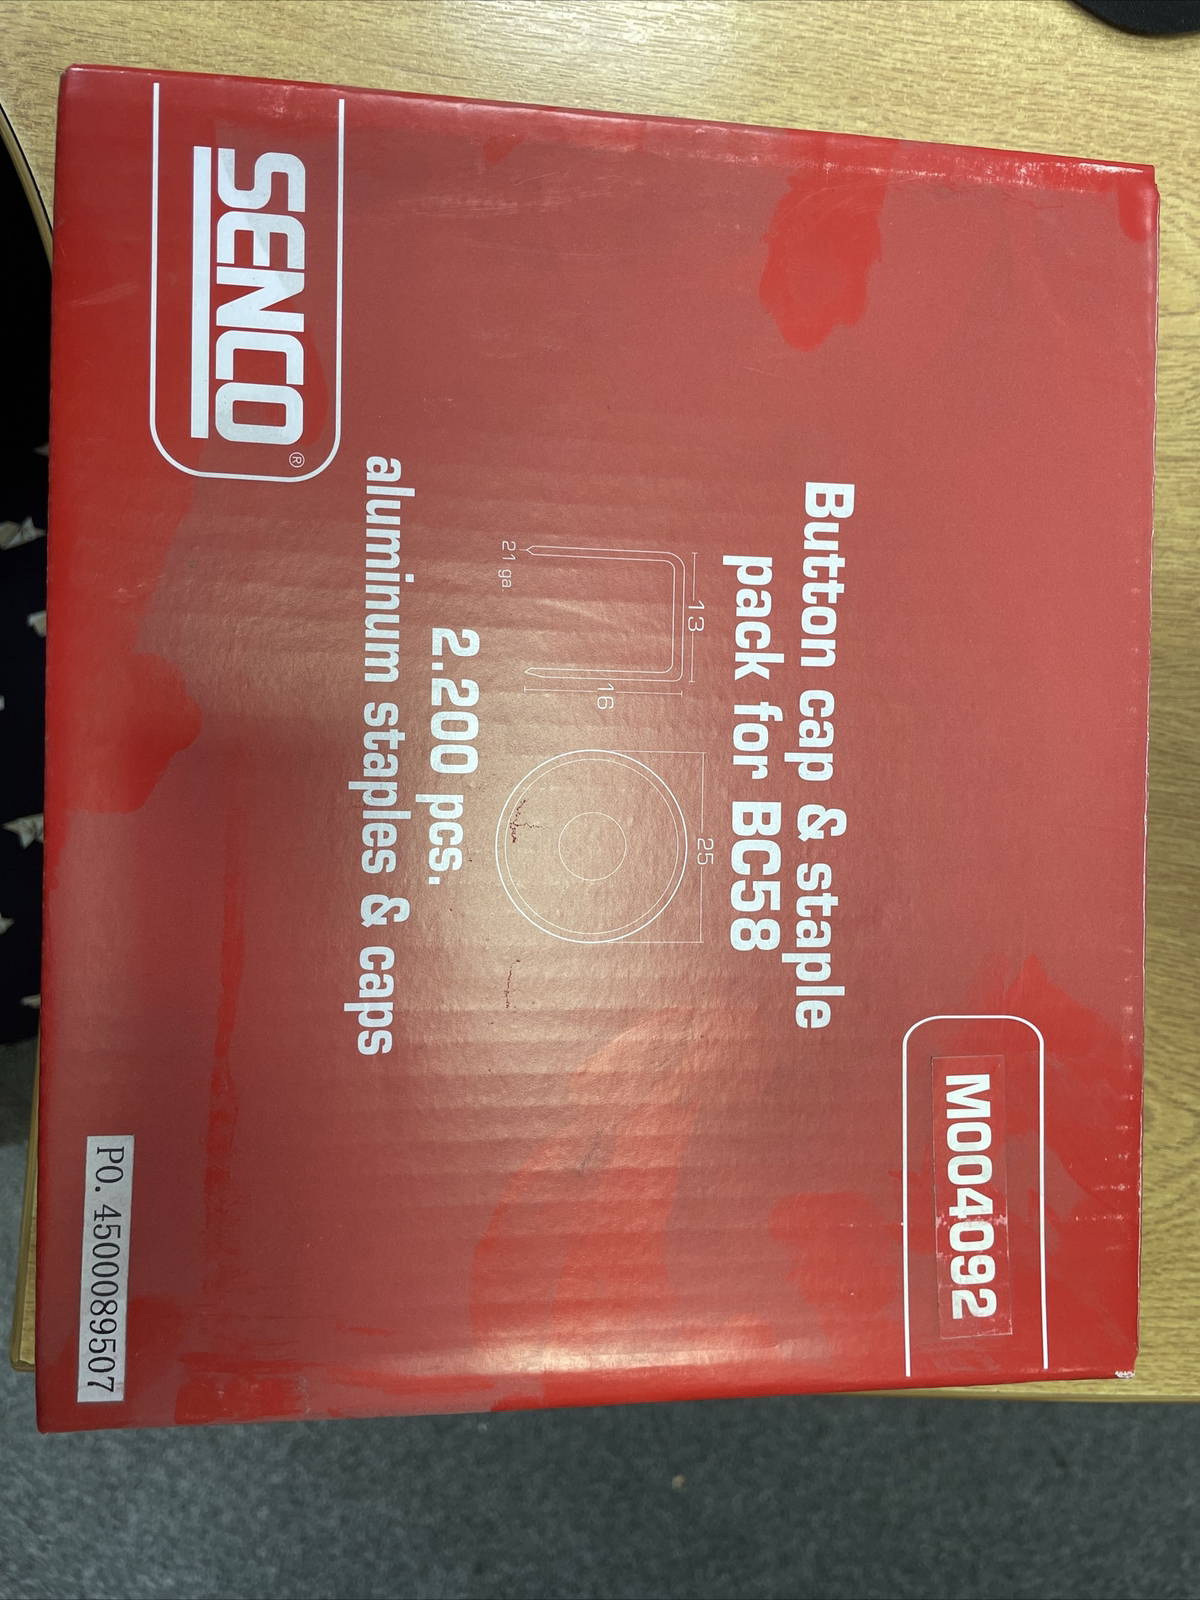 M004092
Button cap & staple
pack for BC58
13
16
21 ga.
25
2.200 pcs.
aluminum staples & caps
SENCO®
PO. 4500089507